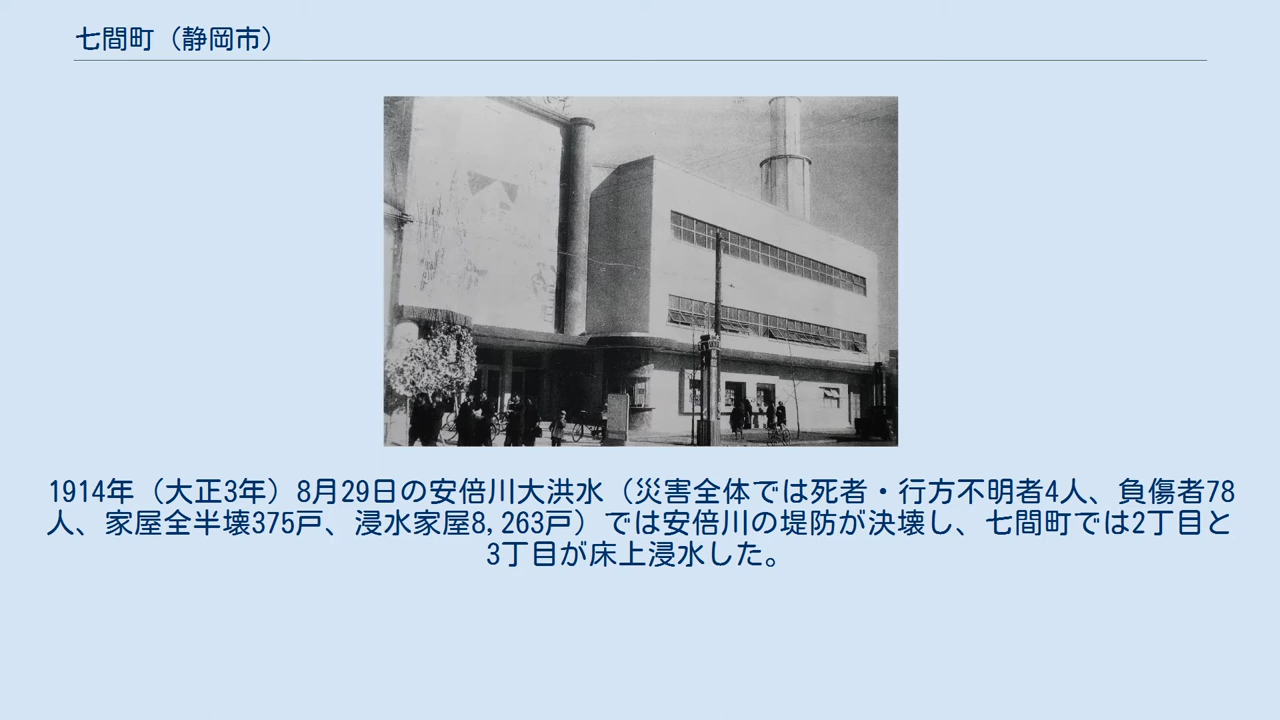 七間町（静岡市）
1914年（大正3年）8月29日の安倍川大洪水（災害全体では死者・行方不明者4人、負傷者78
人、家屋全半壊375戸、浸水家屋8,263戸）では安倍川の堤防が決壊し、七間町では2丁目と
3丁目が床上浸水した。